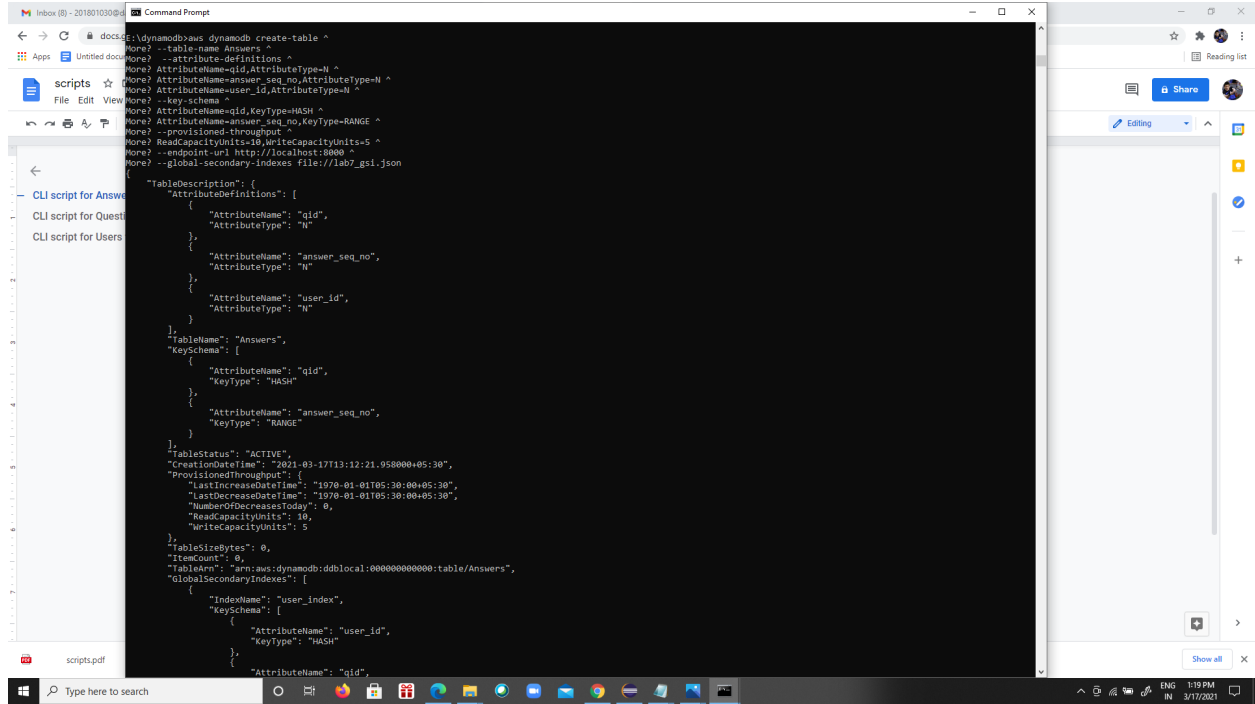 Inbox (8) - 201801030@d
Command Prompt
docs.g
Apps
Untitled docu
Reading list
scripts
File Edit View
Share
Editing
CLI script for Answe
CLI script for Questi
CLI script for Users
E:\dynamodb>aws dynamodb create-table ^
More? --table-name Answers ^
More?  --attribute-definitions ^
More? AttributeName=qid,AttributeType=N ^
More? AttributeName=answer_seq_no,AttributeType=N ^
More? AttributeName=user_id,AttributeType=N ^
More? --key-schema ^
More? AttributeName=qid,KeyType=HASH ^
More? AttributeName=answer_seq_no,KeyType=RANGE ^
More? --provisioned-throughput ^
More? ReadCapacityUnits=10,WriteCapacityUnits=5 ^
More? --endpoint-url http://localhost:8000 ^
More? --global-secondary-indexes file://lab7_gsi.json
{
"TableDescription": {
"AttributeDefinitions": [
{
"AttributeName": "qid",
"AttributeType": "N"
},
{
"AttributeName": "answer_seq_no",
"AttributeType": "N"
},
{
"AttributeName": "user_id",
"AttributeType": "N"
}
],
"TableName": "Answers",
"KeySchema": [
{
"AttributeName": "qid",
"KeyType": "HASH"
},
{
"AttributeName": "answer_seq_no",
"KeyType": "RANGE"
}
],
"TableStatus": "ACTIVE",
"CreationDateTime": "2021-03-17T13:12:21.958000+05:30",
"ProvisionedThroughput": {
"LastIncreaseDateTime": "1970-01-01T05:30:00+05:30",
"LastDecreaseDateTime": "1970-01-01T05:30:00+05:30",
"NumberOfDecreasesToday": 0,
"ReadCapacityUnits": 10,
"WriteCapacityUnits": 5
},
"TableSizeBytes": 0,
"ItemCount": 0,
"TableArn": "arn:aws:dynamodb:ddblocal:000000000000:table/Answers",
"GlobalSecondaryIndexes": [
{
"IndexName": "user_index",
"KeySchema": [
{
"AttributeName": "user_id",
"KeyType": "HASH"
},
{
"AttributeName": "qid",
scripts.pdf
Show all
Type here to search
ENG
IN
1:19 PM
3/17/2021